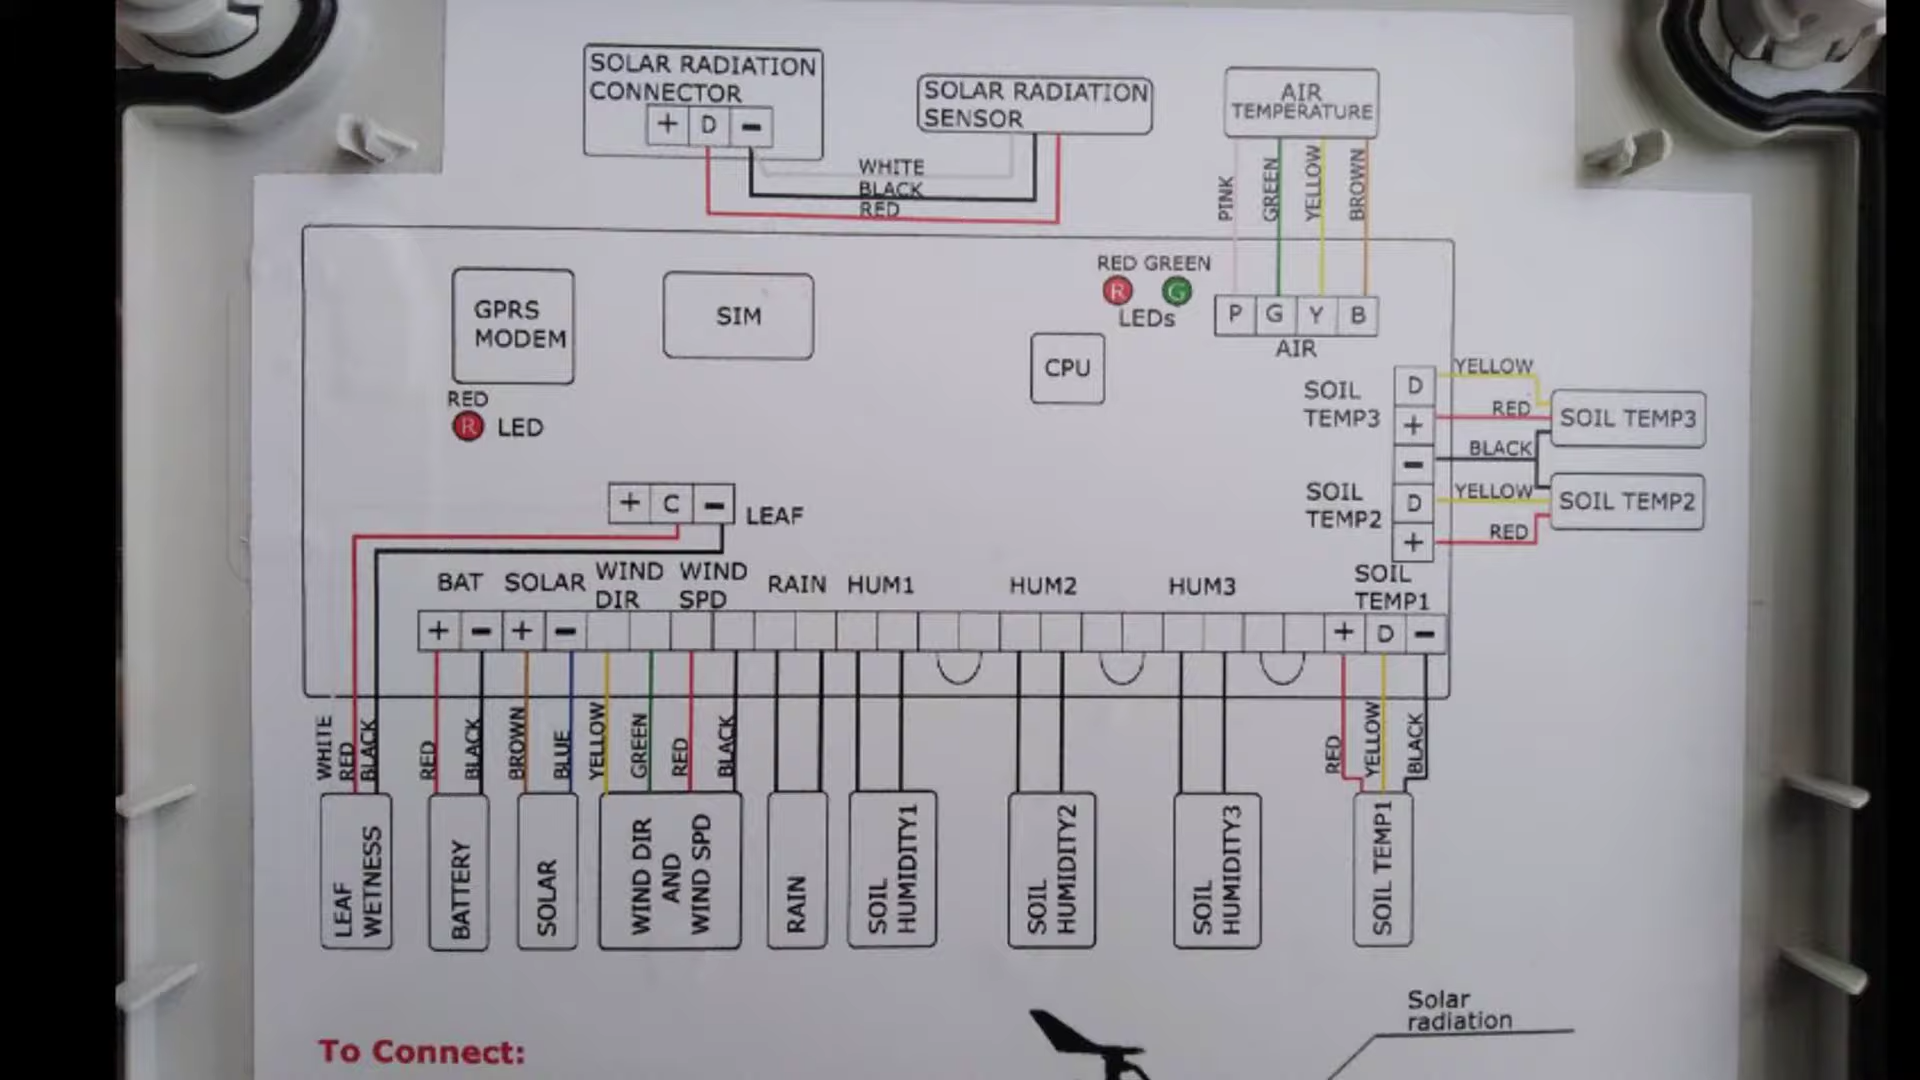 SOLAR RADIATION
CONNECTOR
+ D -
SOLAR RADIATION
SENSOR
AIR
TEMPERATURE
WHITE
BLACK
RED
PINK
GREEN
YELLOW
BROWN
GPRS
MODEM
SIM
RED GREEN
R G
LEDs
P G Y B
AIR
CPU
RED
R LED
SOIL
TEMP3
D
+
-
D
+
YELLOW
RED
BLACK
YELLOW
RED
SOIL TEMP3
SOIL TEMP2
SOIL
TEMP2
+ C -
LEAF
BAT
SOLAR
WIND
DIR
WIND
SPD
RAIN
HUM1
HUM2
HUM3
SOIL
TEMP1
+ - + -
+ D -
WHITE
RED
BLACK
RED
BLACK
BROWN
BLUE
YELLOW
GREEN
RED
BLACK
RED
YELLOW
BLACK
LEAF
WETNESS
BATTERY
SOLAR
WIND DIR
AND
WIND SPD
RAIN
SOIL
HUMIDITY1
SOIL
HUMIDITY2
SOIL
HUMIDITY3
SOIL TEMP1
To Connect:
Solar
radiation